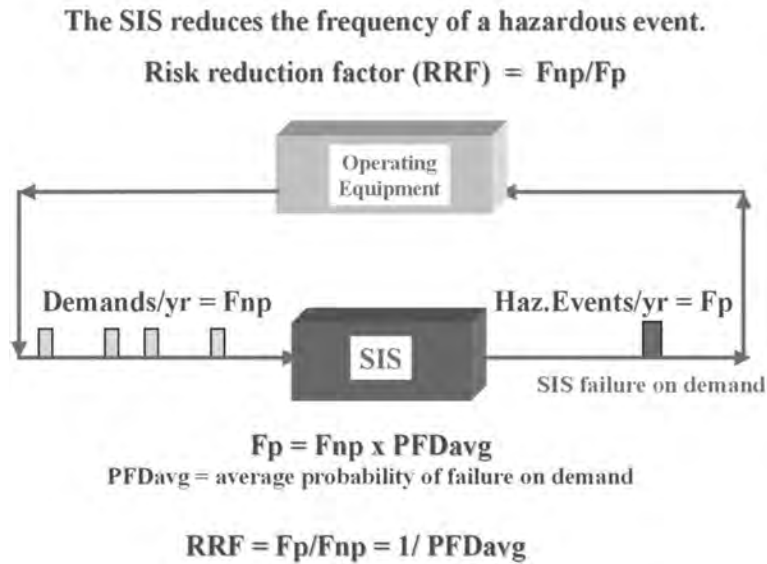 The SIS reduces the frequency of a hazardous event.
Risk reduction factor (RRF) = Fnp/Fp
Operating
Equipment
Demands/yr = Fnp
Haz.Events/yr = Fp
SIS
SIS failure on demand
Fp = Fnp x PFDavg
PFDavg = average probability of failure on demand
RRF = Fp/Fnp = 1/ PFDavg